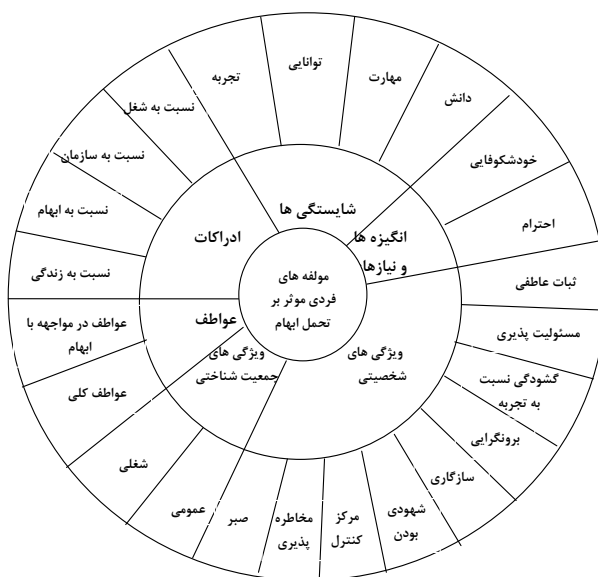 مولفه های
فردی موثر بر
تحمل ابهام
شایستگی ها
تجربه
توانایی
مهارت
دانش
انگیزه ها
و نیازها
خودشکوفایی
احترام
ویژگی های
شخصیتی
ثبات عاطفی
مسئولیت پذیری
گشودگی نسبت
به تجربه
برونگرایی
سازگاری
شهودی
بودن
مرکز
کنترل
مخاطره
پذیری
صبر
ویژگی های
جمعیت شناختی
عمومی
شغلی
عواطف
عواطف کلی
عواطف در مواجهه با
ابهام
ادراکات
نسبت به زندگی
نسبت به ابهام
نسبت به سازمان
نسبت به شغل